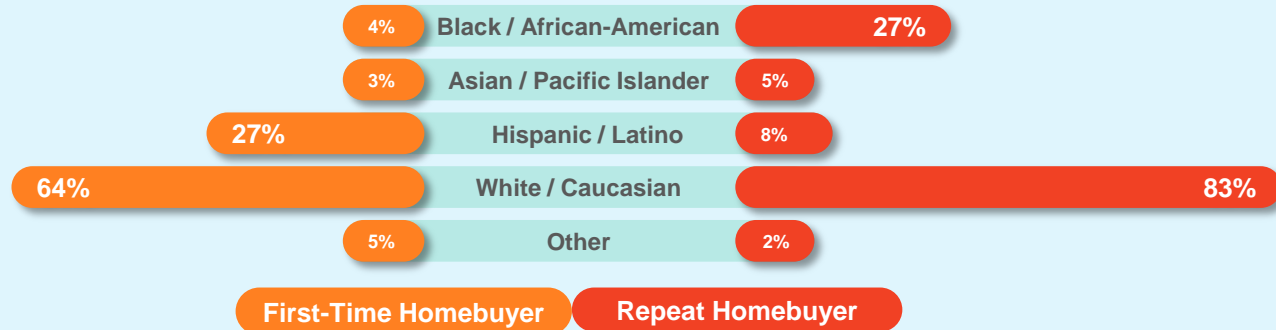 4% Black / African-American 27%
3% Asian / Pacific Islander 5%
27% Hispanic / Latino 8%
64% White / Caucasian 83%
5% Other 2%
First-Time Homebuyer Repeat Homebuyer